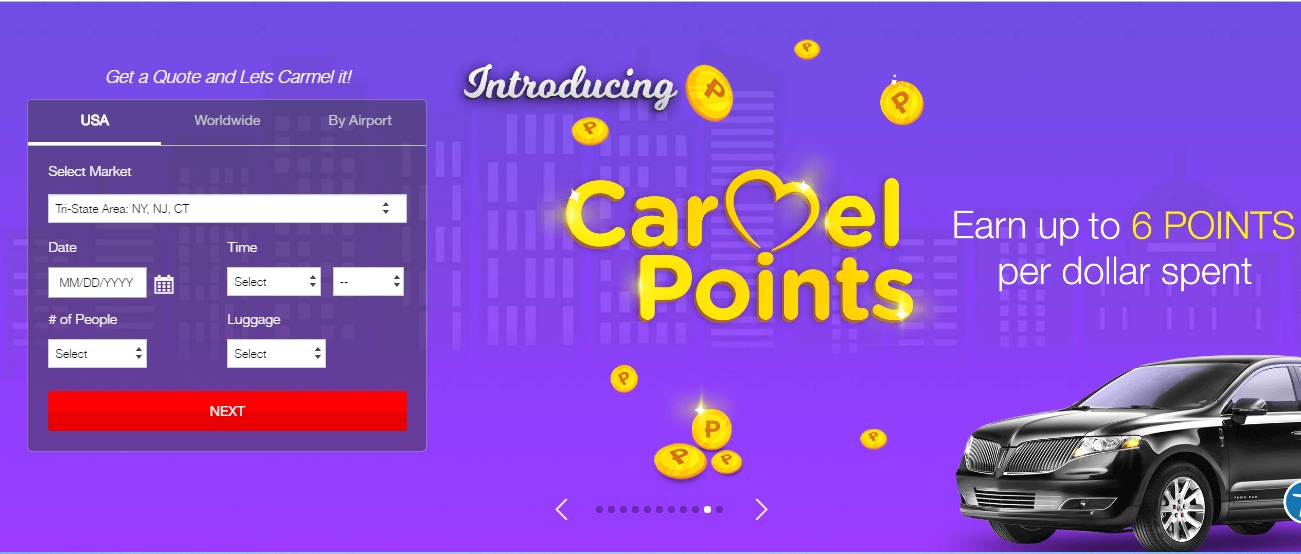 Get a Quote and Lets Carmel it!
USA Worldwide By Airport
Select Market
Tri-State Area: NY, NJ, CT
Date Time
MM/DD/YYYY Select --
# of People Luggage
Select Select
NEXT
Introducing
Carmel
Points
Earn up to 6 POINTS
per dollar spent